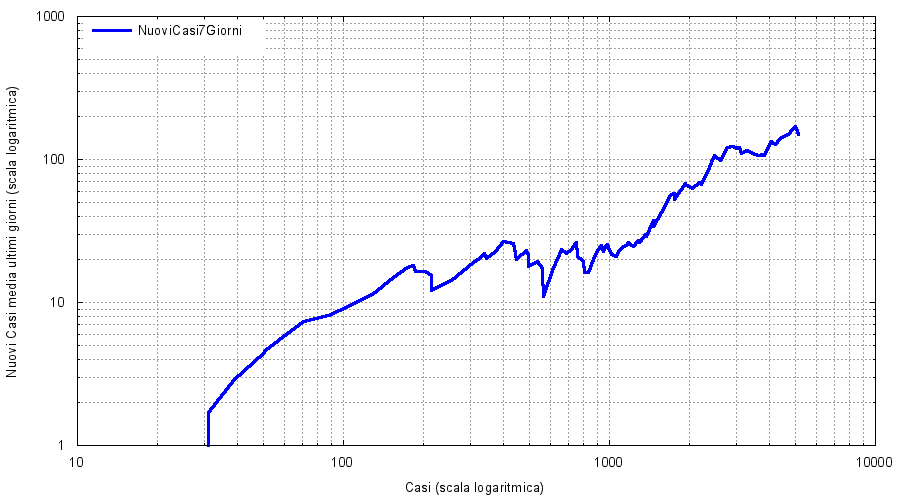 1000
NuoviCasi7Giorni
100
10
1
10
100
1000
10000
Nuovi Casi media ultimi giorni (scala logaritmica)
Casi (scala logaritmica)